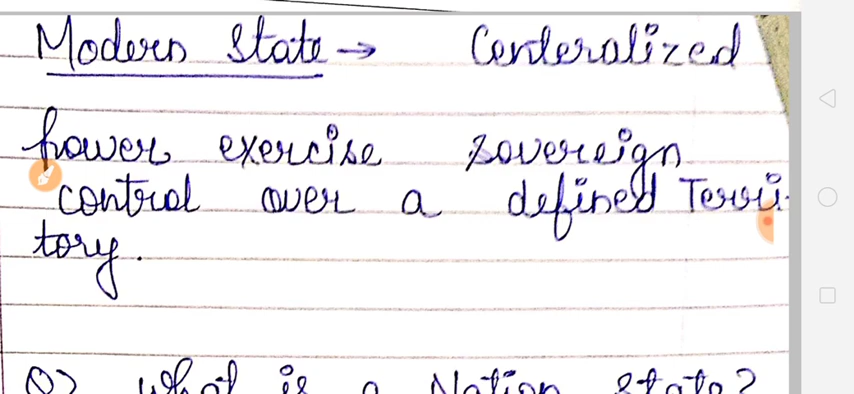 Modern State → Centeralized
power exercise sovereign
control over a defined Terri-
tory.
Q) What is a Nation State?